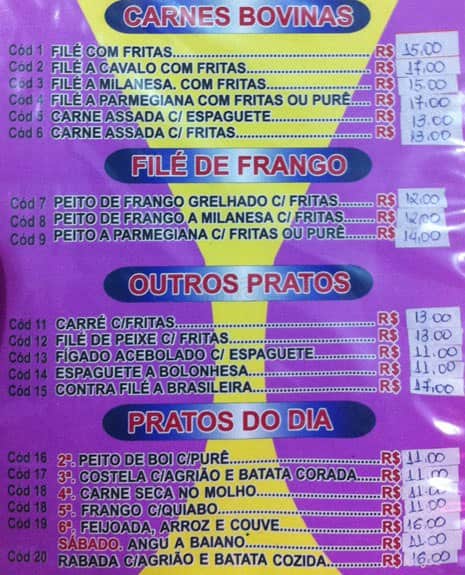 CARNES BOVINAS
Cód 1 FILÉ COM FRITAS R$ 15,00
Cód 2 FILÉ A CAVALO COM FRITAS R$ 17,00
Cód 3 FILÉ A MILANESA. COM FRITAS R$ 15,00
Cód 4 FILÉ A PARMEGIANA COM FRITAS OU PURÊ R$ 17,00
Cód 5 CARNE ASSADA C/ ESPAGUETE R$ 13.00
Cód 6 CARNE ASSADA C/ FRITAS R$ 13.00
FILÉ DE FRANGO
Cód 7 PEITO DE FRANGO GRELHADO C/ FRITAS R$ 12,00
Cód 8 PEITO DE FRANGO A MILANESA C/ FRITAS R$ 12,00
Cód 9 PEITO A PARMEGIANA C/ FRITAS OU PURÊ R$ 14,00
OUTROS PRATOS
Cód 11 CARRÉ C/FRITAS R$ 13.00
Cód 12 FILÉ DE PEIXE C/ FRITAS R$ 13.00
Cód 13 FÍGADO ACEBOLADO C/ ESPAGUETE R$ 11.00
Cód 14 ESPAGUETE A BOLONHESA R$ 11,00
Cód 15 CONTRA FILÉ A BRASILEIRA R$ 17,00
PRATOS DO DIA
Cód 16 2ª. PEITO DE BOI C/PURÊ R$ 11.00
Cód 17 3ª. COSTELA C/AGRIÃO E BATATA CORADA R$ 11.00
Cód 18 4ª. CARNE SECA NO MOLHO R$ 11.00
Cód 18 5ª. FRANGO C/QUIABO R$ 11.00
Cód 19 6ª. FEIJOADA, ARROZ E COUVE R$ 16.00
SÁBADO. ANGU A BAIANO R$ 11.00
Cód 20 RABADA C/AGRIÃO E BATATA COZIDA R$ 16,00